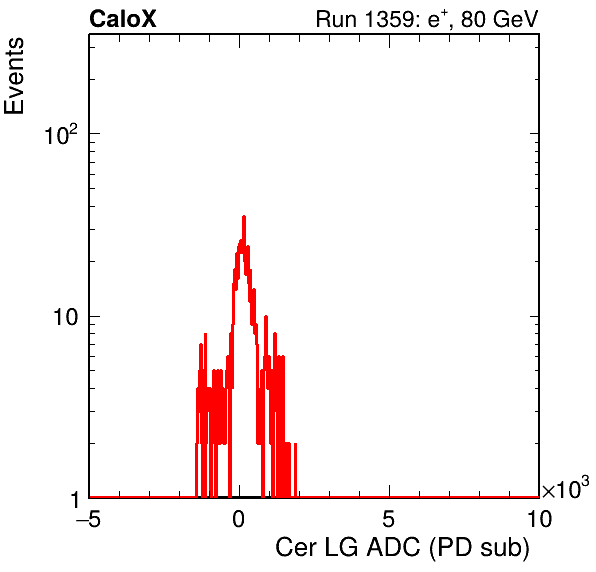 CaloX Run 1359: e⁺, 80 GeV
Events
10²
10
1
−5 0 5 10
×10³
Cer LG ADC (PD sub)